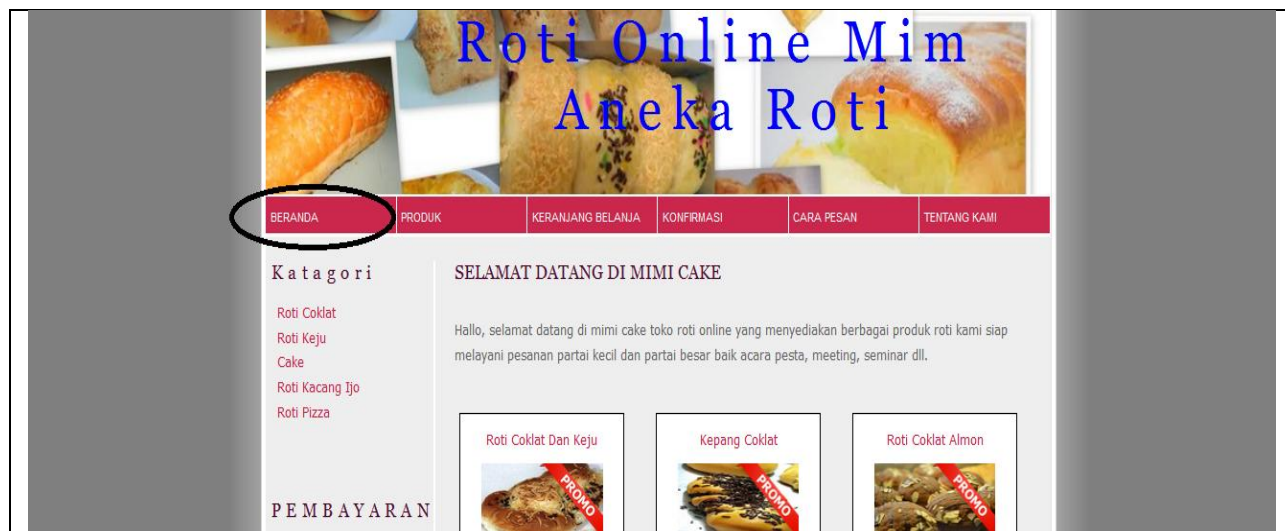 Roti Online Mim
Aneka Roti
BERANDA PRODUK KERANJANG BELANJA KONFIRMASI CARA PESAN TENTANG KAMI
Katagori
Roti Coklat
Roti Keju
Cake
Roti Kacang Ijo
Roti Pizza
PEMBAYARAN
SELAMAT DATANG DI MIMI CAKE
Hallo, selamat datang di mimi cake toko roti online yang menyediakan berbagai produk roti kami siap
melayani pesanan partai kecil dan partai besar baik acara pesta, meeting, seminar dll.
Roti Coklat Dan Keju
PROMO
Kepang Coklat
PROMO
Roti Coklat Almon
PROMO